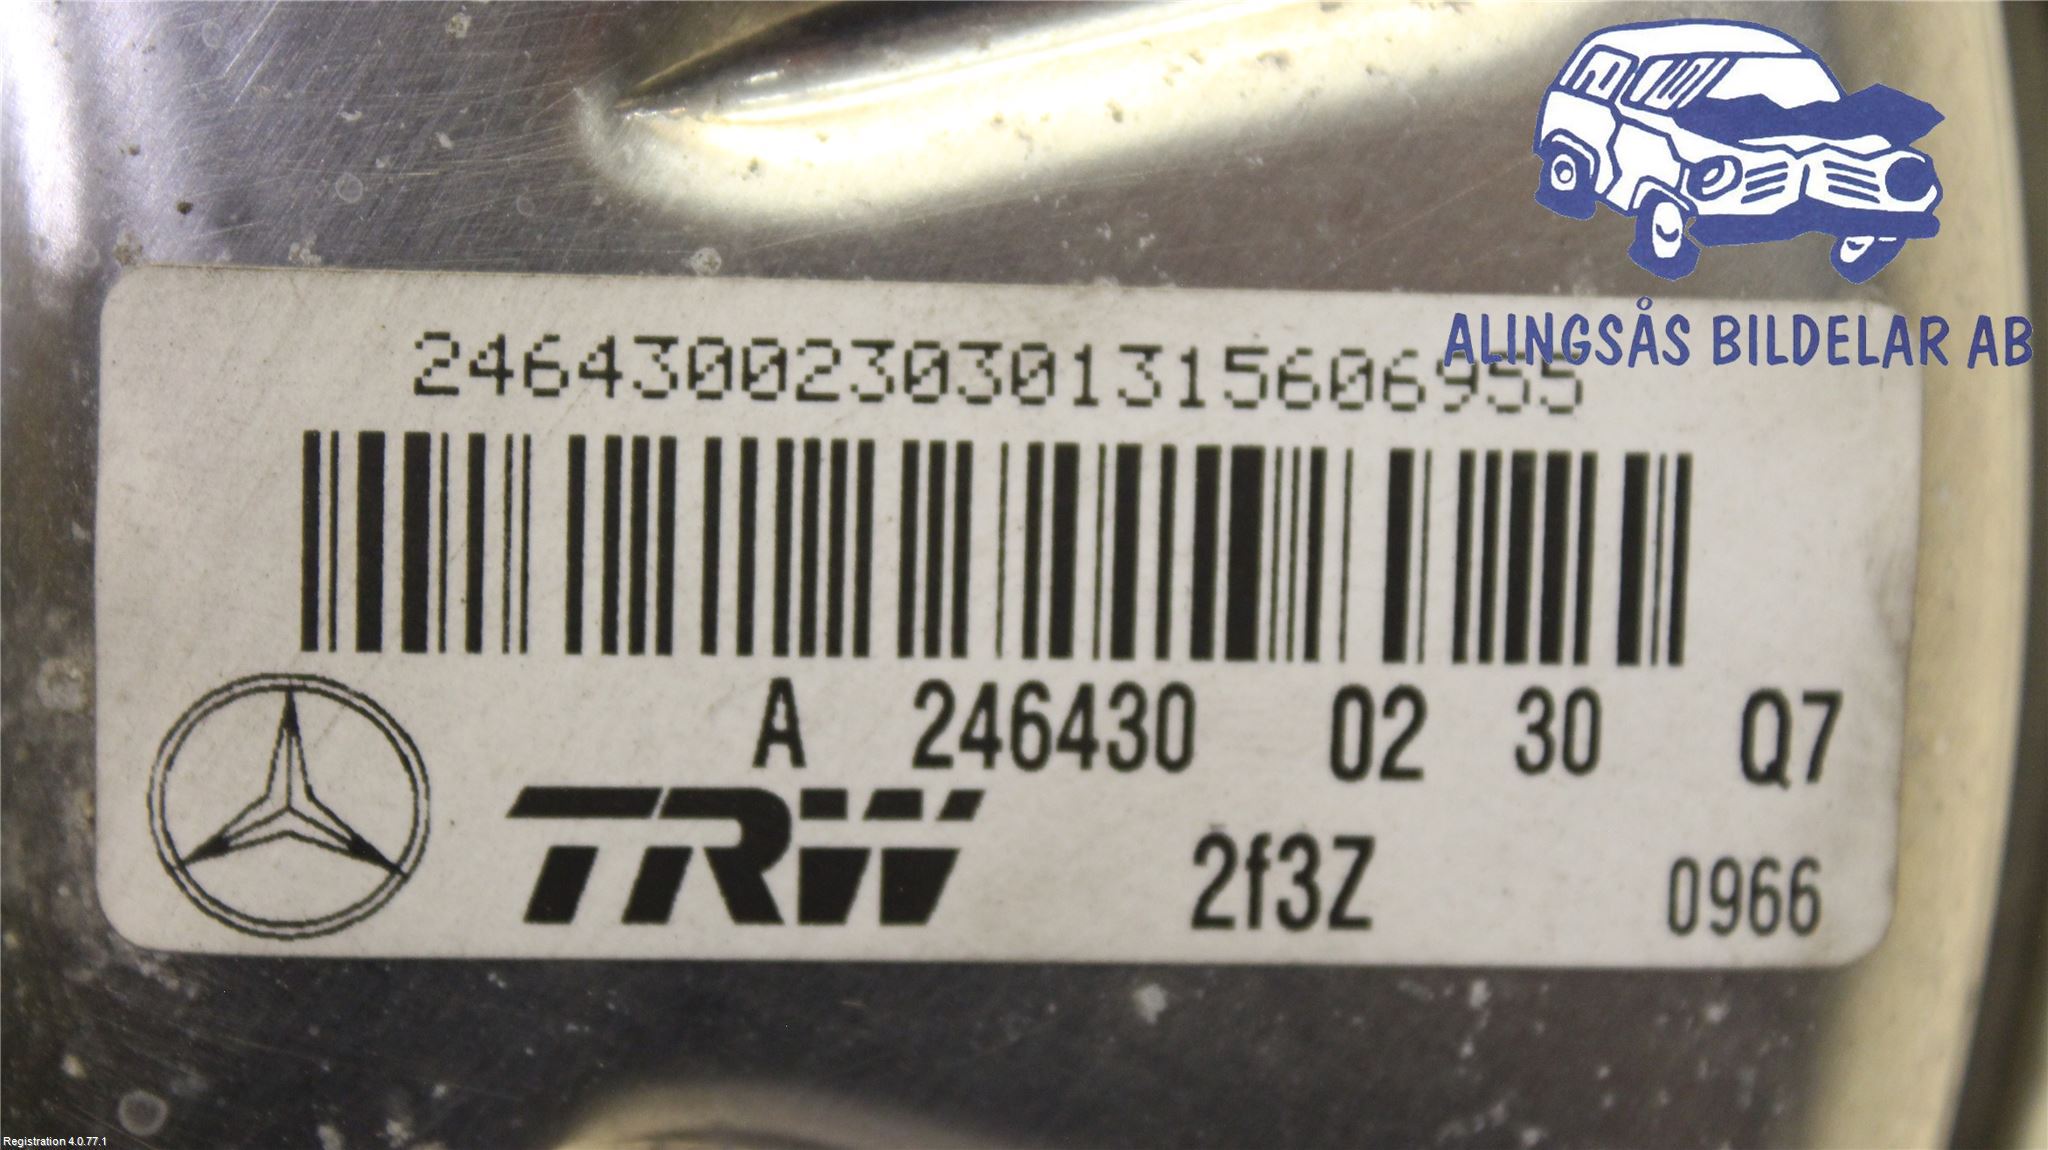 ALINGSÅS BILDELAR AB
2464300230301315606955
A 246430 02 30 Q7
TRW 2f3Z 0966
Registration 4.0.77.1